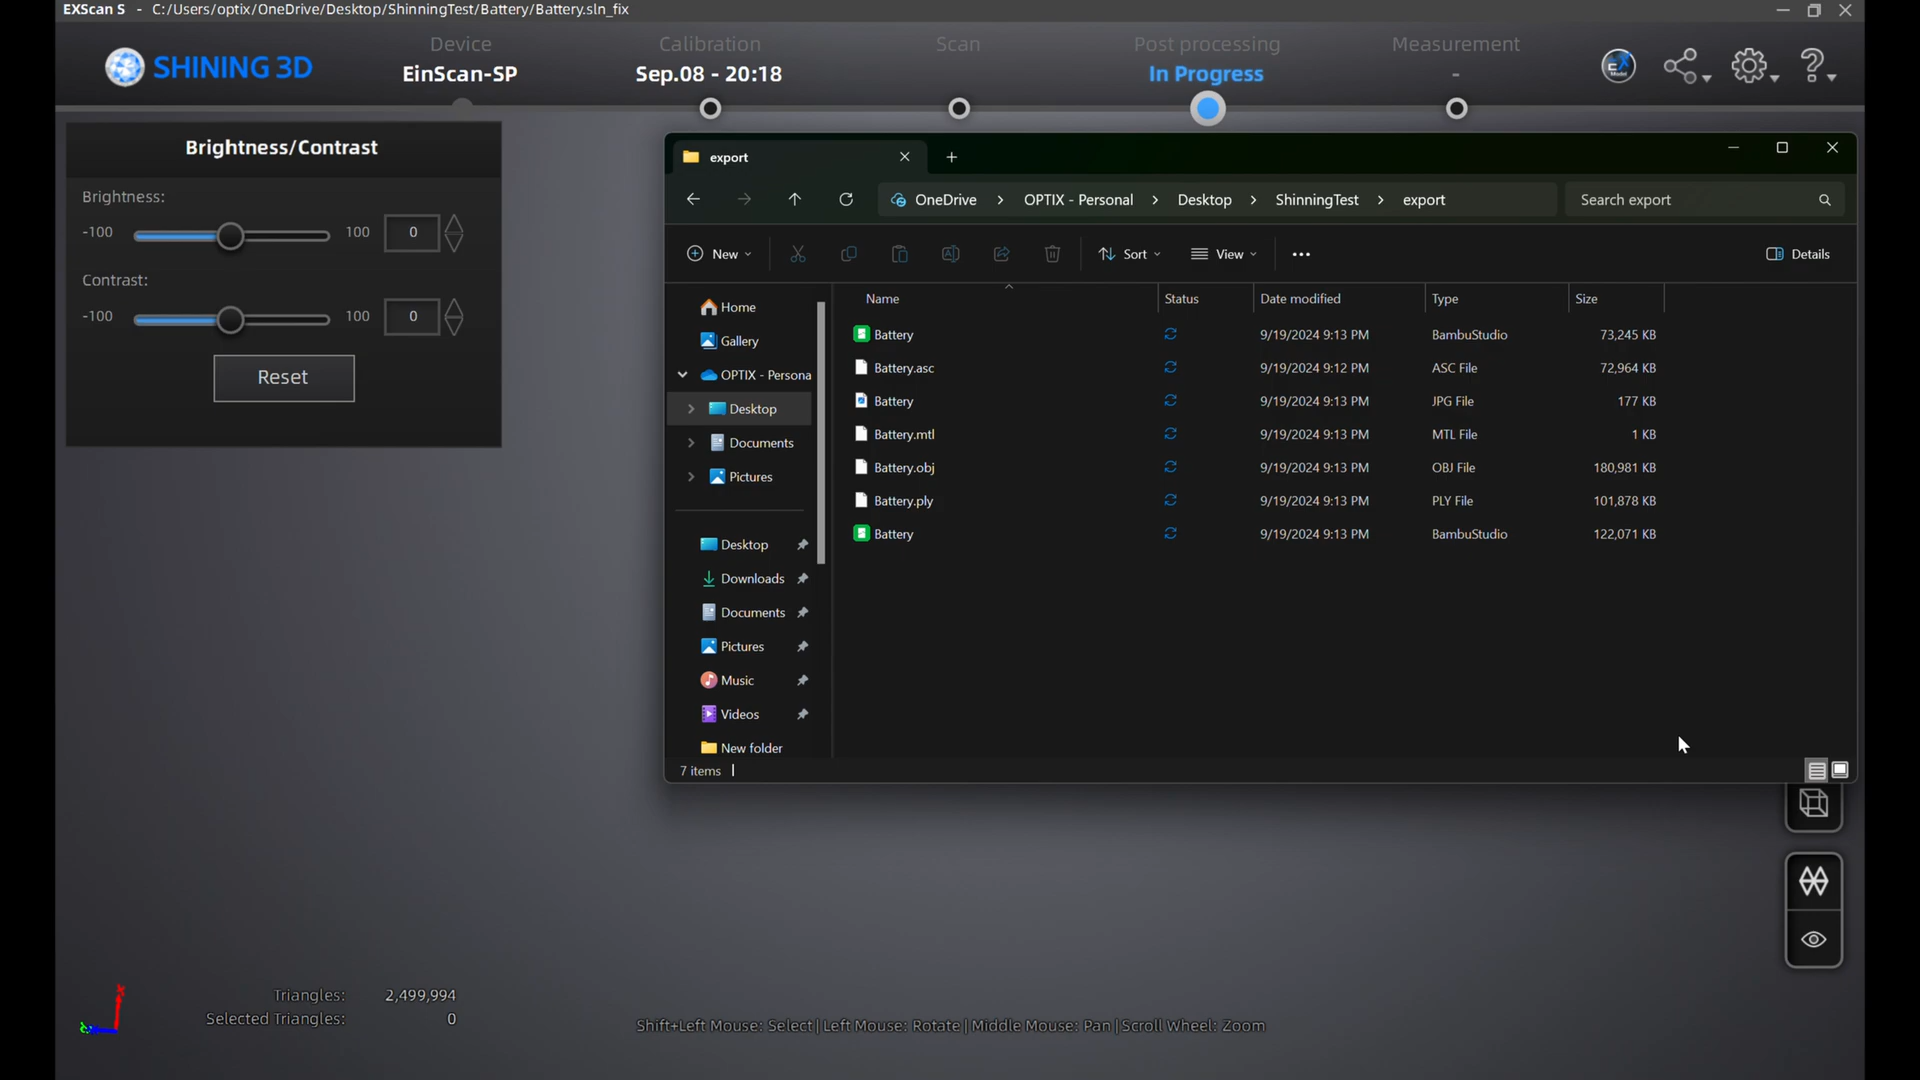 EXScan S - C:/Users/optix/OneDrive/Desktop/ShinningTest/Battery/Battery.sln_fix
SHINING 3D
Device
EinScan-SP
Calibration
Sep.08 - 20:18
Scan
Post processing
In Progress
Measurement
-
Brightness/Contrast
Brightness:
-100 100 0
Contrast:
-100 100 0
Reset
export
OneDrive > OPTIX - Personal > Desktop > ShinningTest > export
Search export
New Sort View ... Details
Home
Gallery
OPTIX - Persona
Desktop
Documents
Pictures
Desktop
Downloads
Documents
Pictures
Music
Videos
New folder
Name Status Date modified Type Size
Battery 9/19/2024 9:13 PM BambuStudio 73,245 KB
Battery.asc 9/19/2024 9:12 PM ASC File 72,964 KB
Battery 9/19/2024 9:13 PM JPG File 177 KB
Battery.mtl 9/19/2024 9:13 PM MTL File 1 KB
Battery.obj 9/19/2024 9:13 PM OBJ File 180,981 KB
Battery.ply 9/19/2024 9:13 PM PLY File 101,878 KB
Battery 9/19/2024 9:13 PM BambuStudio 122,071 KB
7 items
Triangles: 2,499,994
Selected Triangles: 0
Shift+Left Mouse: Select | Left Mouse: Rotate | Middle Mouse: Pan | Scroll Wheel: Zoom